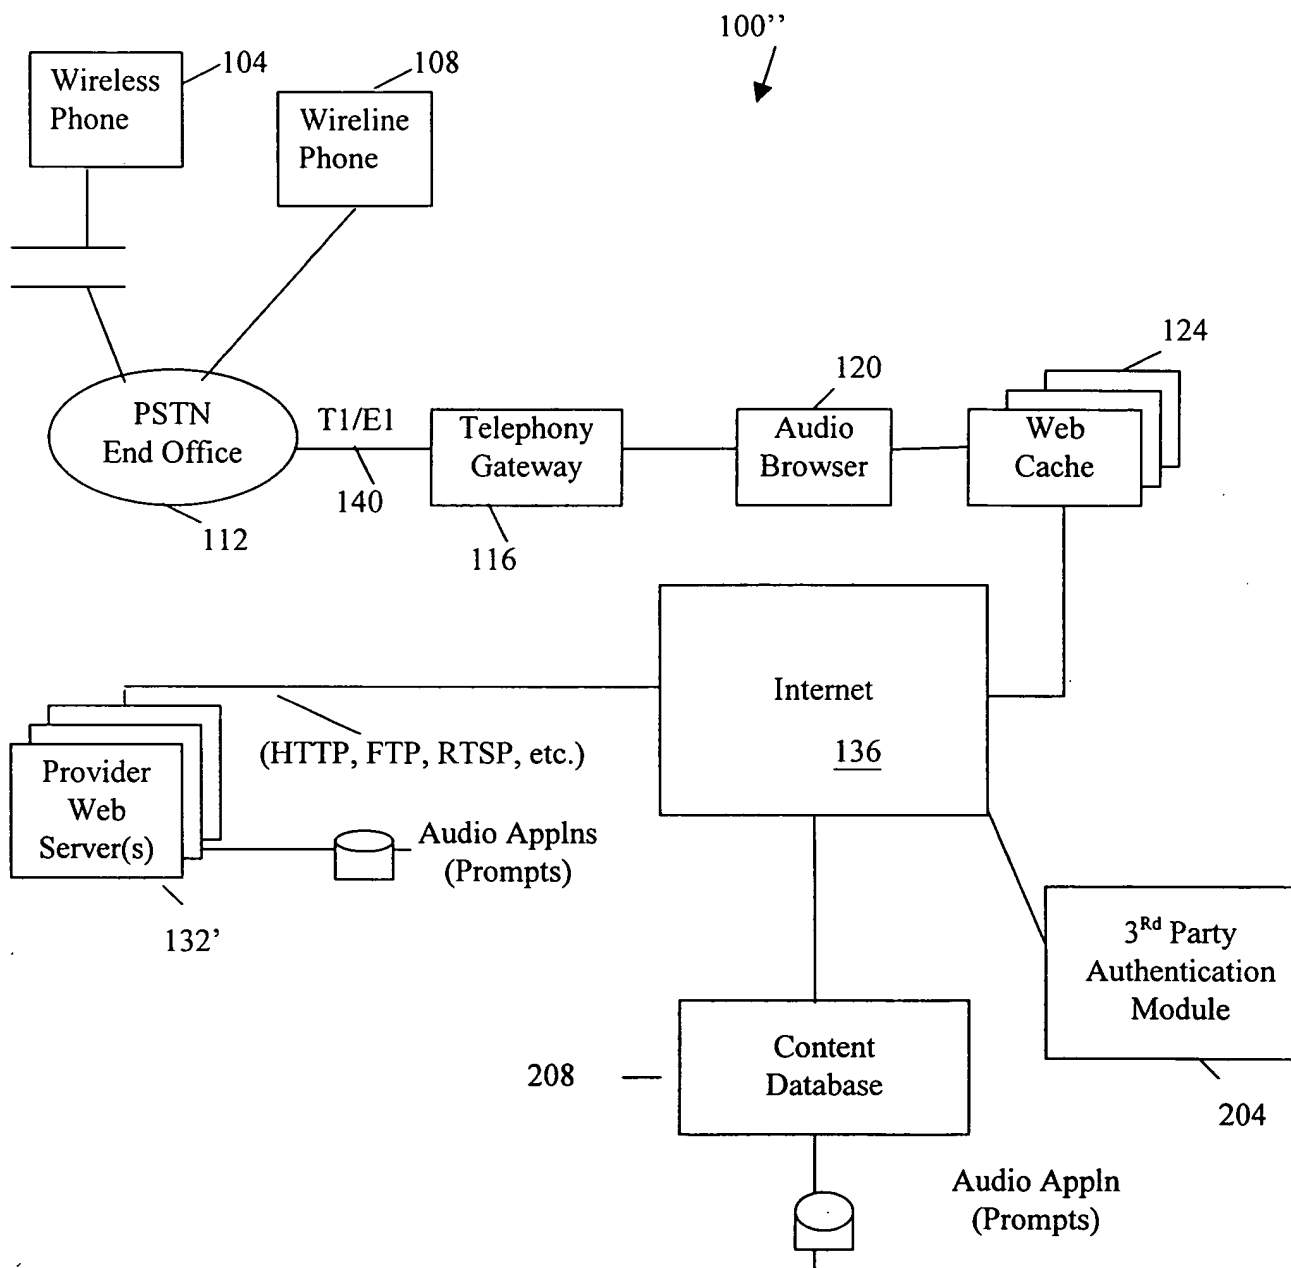 100’’
104
Wireless
Phone
108
Wireline
Phone
124
120
PSTN
End Office
T1/E1
Telephony
Gateway
Audio
Browser
Web
Cache
140
112
116
Internet
136
(HTTP, FTP, RTSP, etc.)
Provider
Web
Server(s)
Audio Applns
(Prompts)
132’
3Rd Party
Authentication
Module
Content
Database
208
204
Audio Appln
(Prompts)